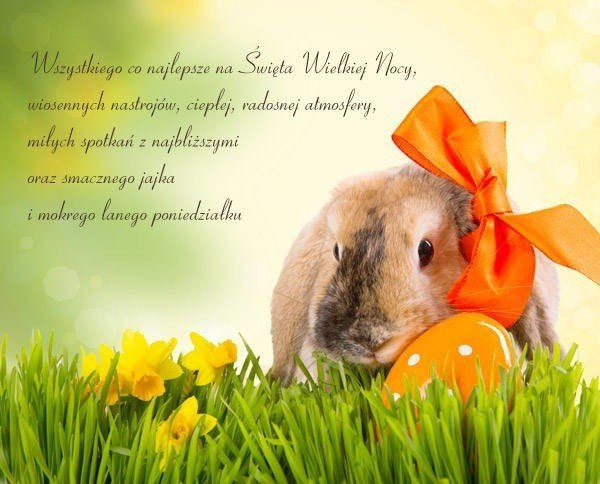 Wszystkiego co najlepsze na Święta Wielkiej Nocy,
wiosennych nastrojów, ciepłej, radosnej atmosfery,
miłych spotkań z najbliższymi
oraz smacznego jajka
i mokrego lanego poniedziałku